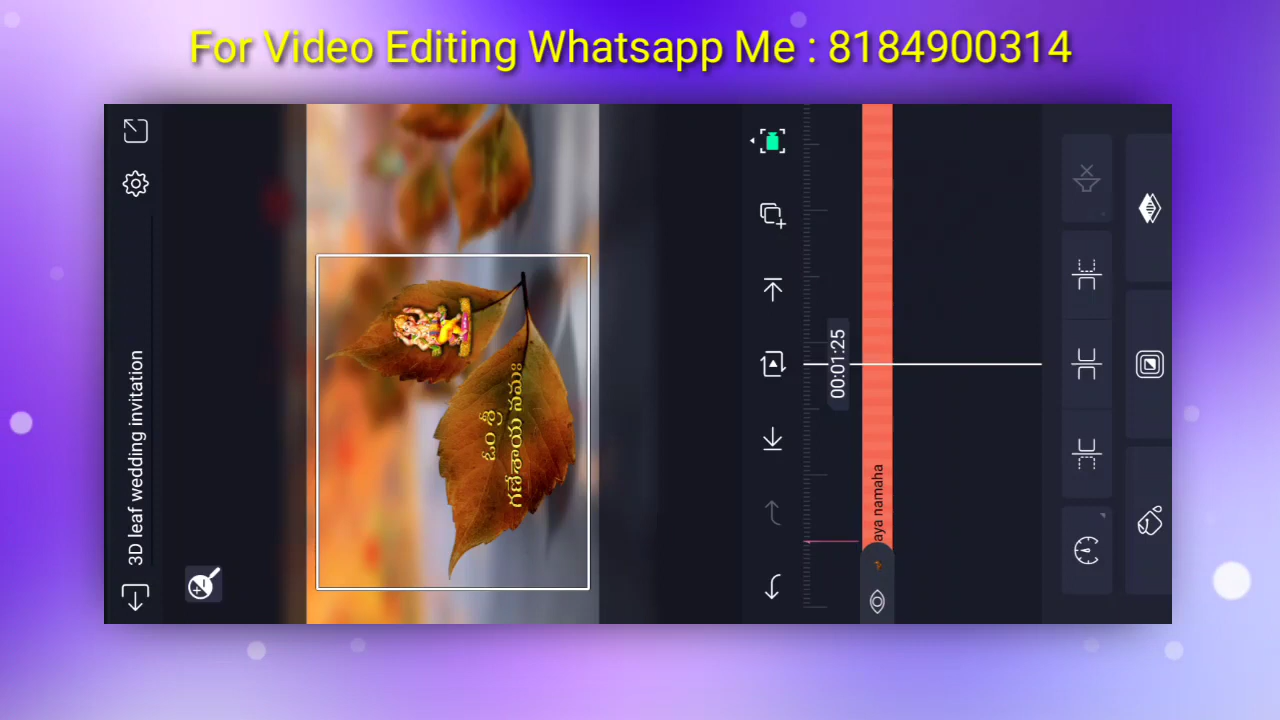 For Video Editing Whatsapp Me : 8184900314
3D leaf wedding invitation
ఓం శ్రీ
గణేశాయ నమః
00:01:25
aya namaha